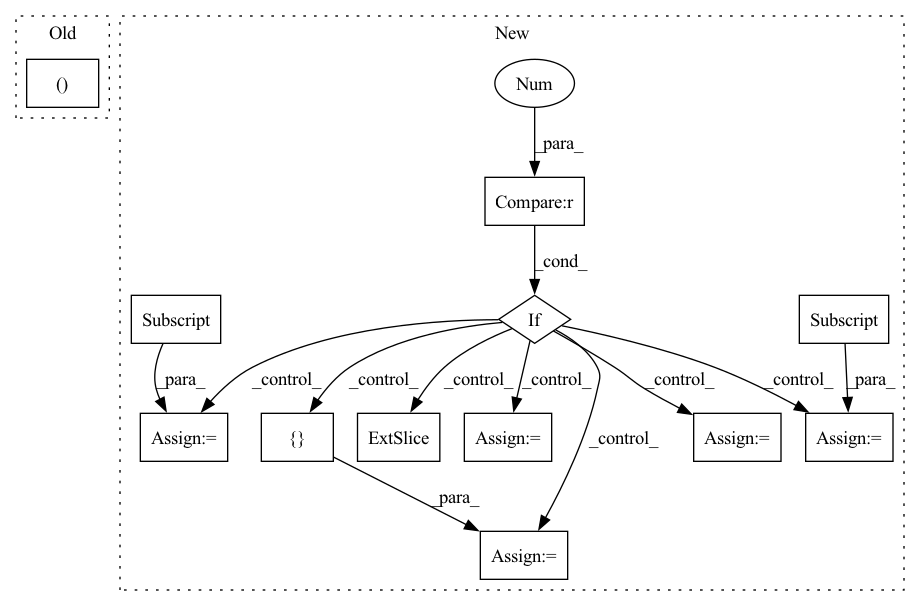 Old
New
()
Num
_para_
Compare:r
_cond_
Subscript
If
Subscript
_para_
_control_
_control_
_control_
_control_
_control_
_control_
_para_
Assign:=
{}
ExtSlice
Assign:=
_control_
Assign:=
Assign:=
_para_
Assign:=